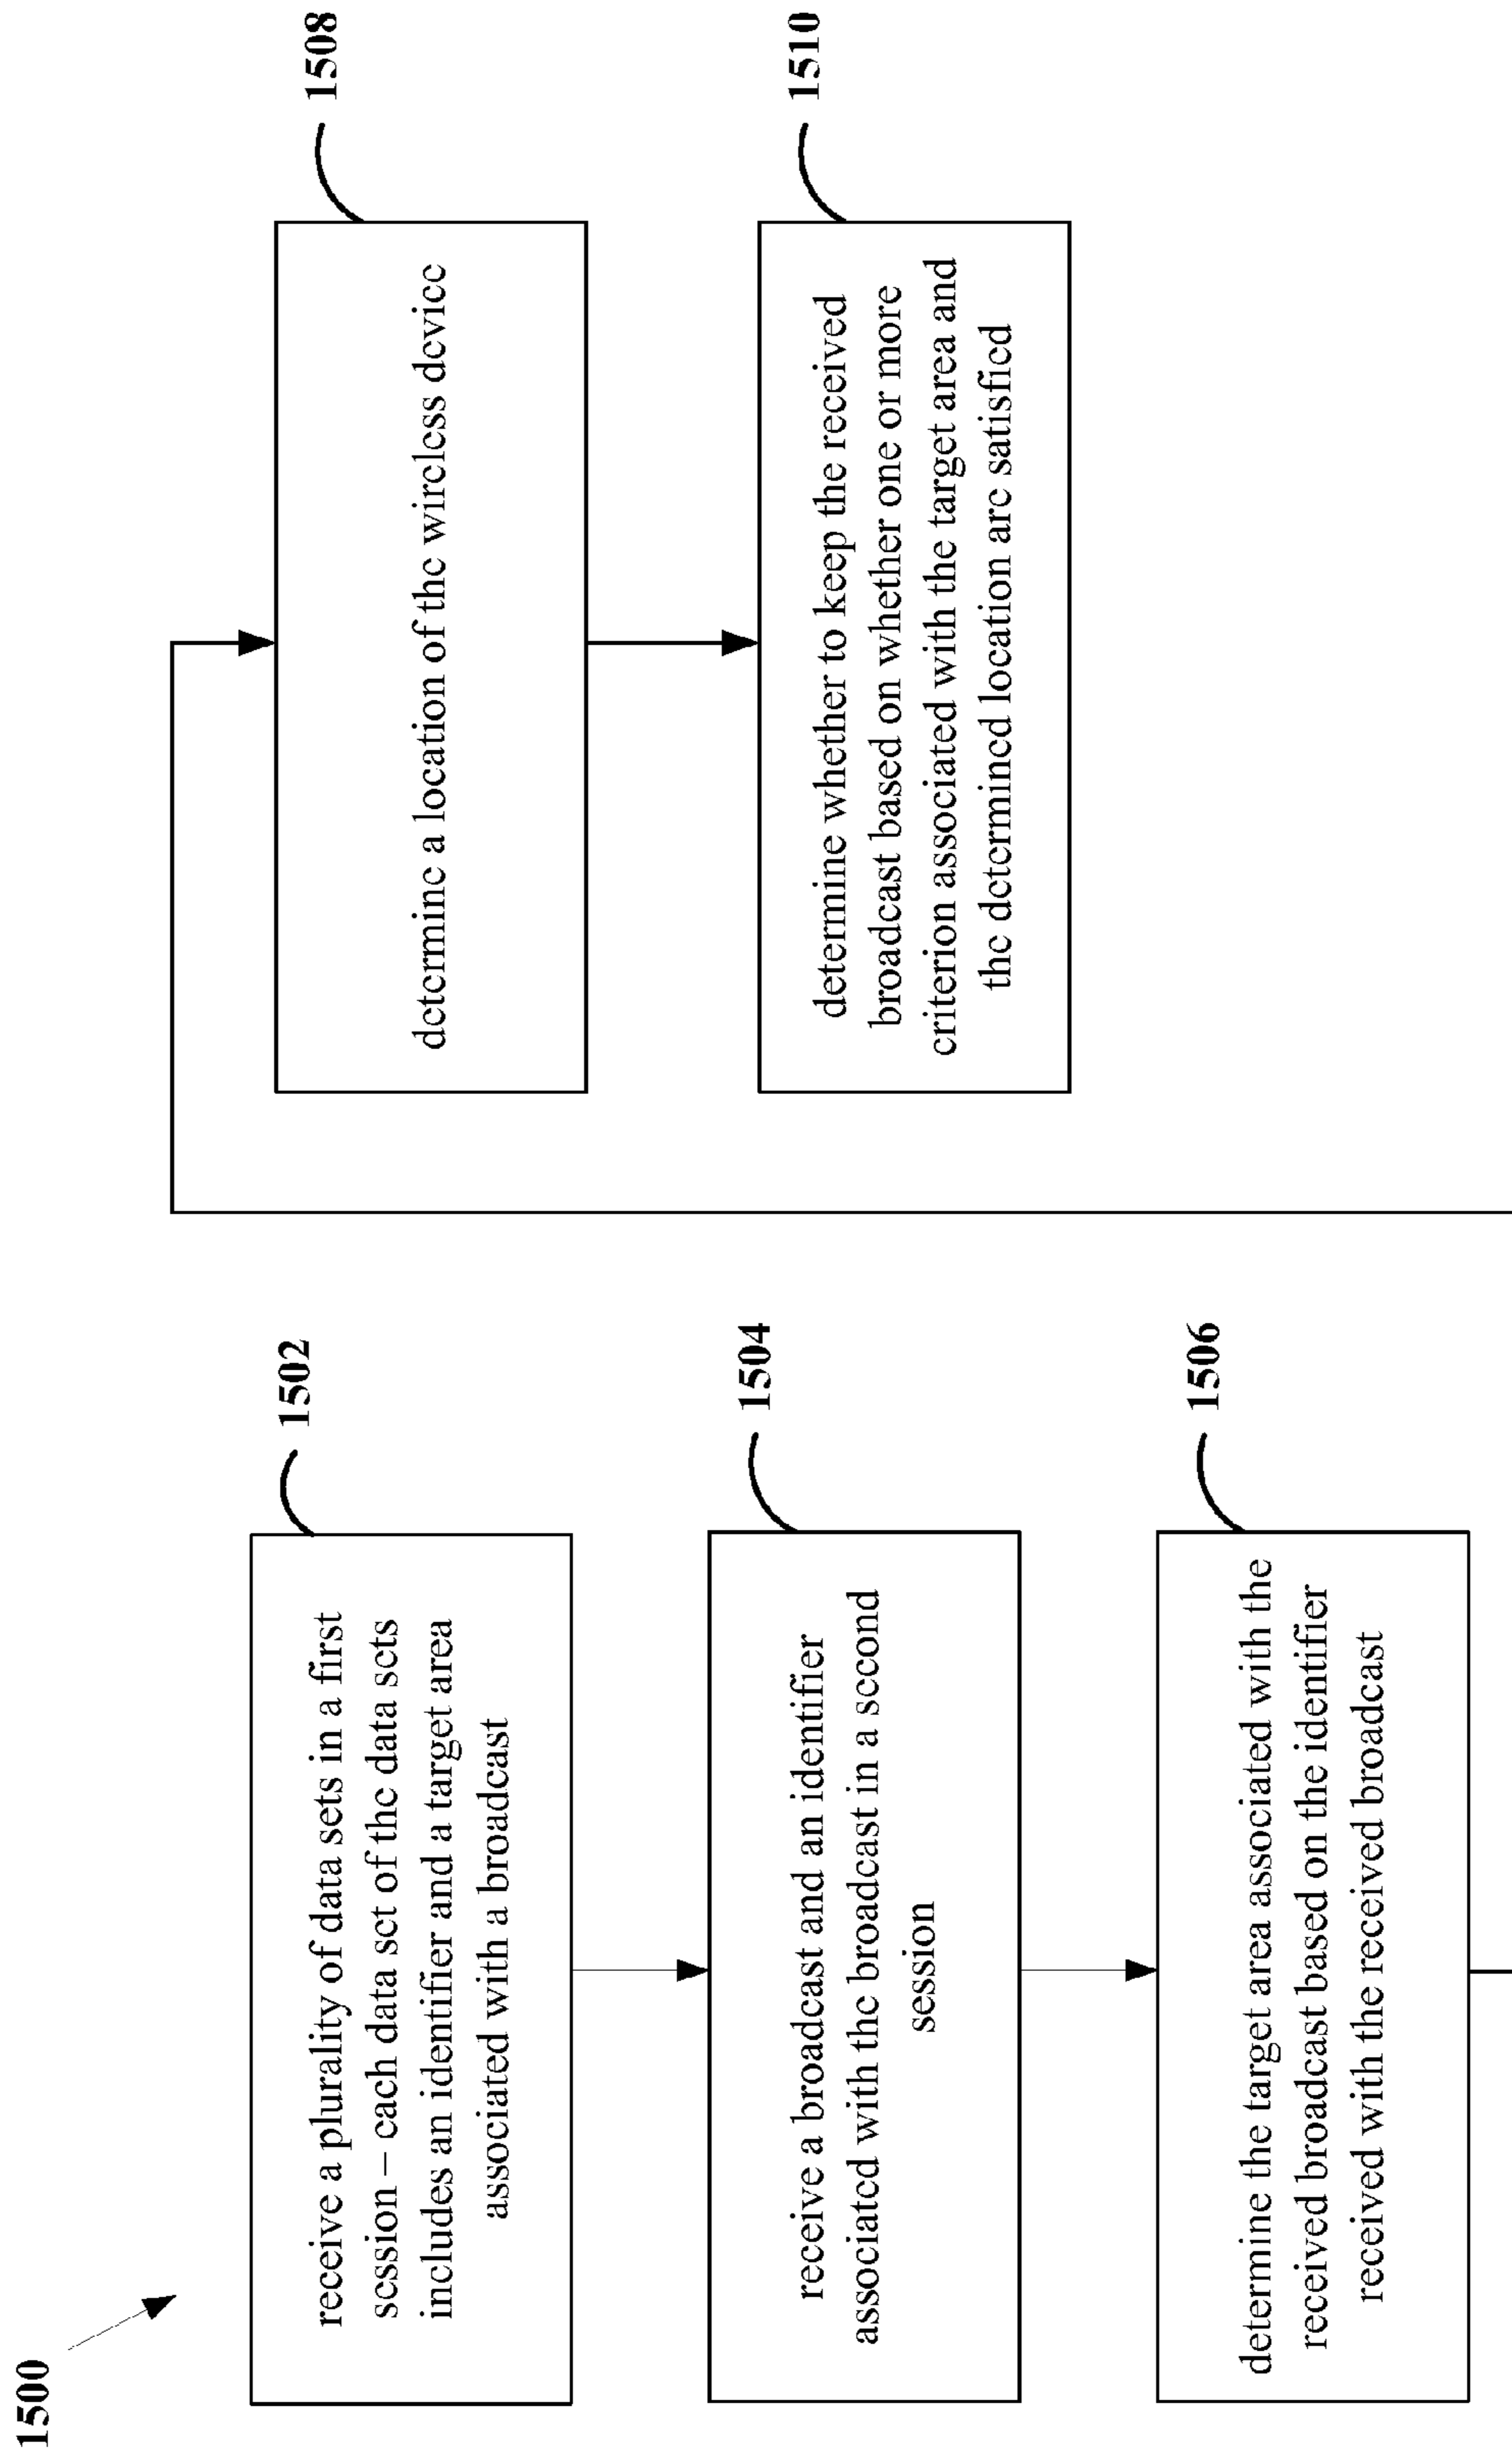 1500
1502
receive a plurality of data sets in a first
session – each data set of the data sets
includes an identifier and a target area
associated with a broadcast
1504
receive a broadcast and an identifier
associated with the broadcast in a second
session
1506
determine the target area associated with the
received broadcast based on the identifier
received with the received broadcast
1508
determine a location of the wireless device
1510
determine whether to keep the received
broadcast based on whether one or more
criterion associated with the target area and
the determined location are satisfied